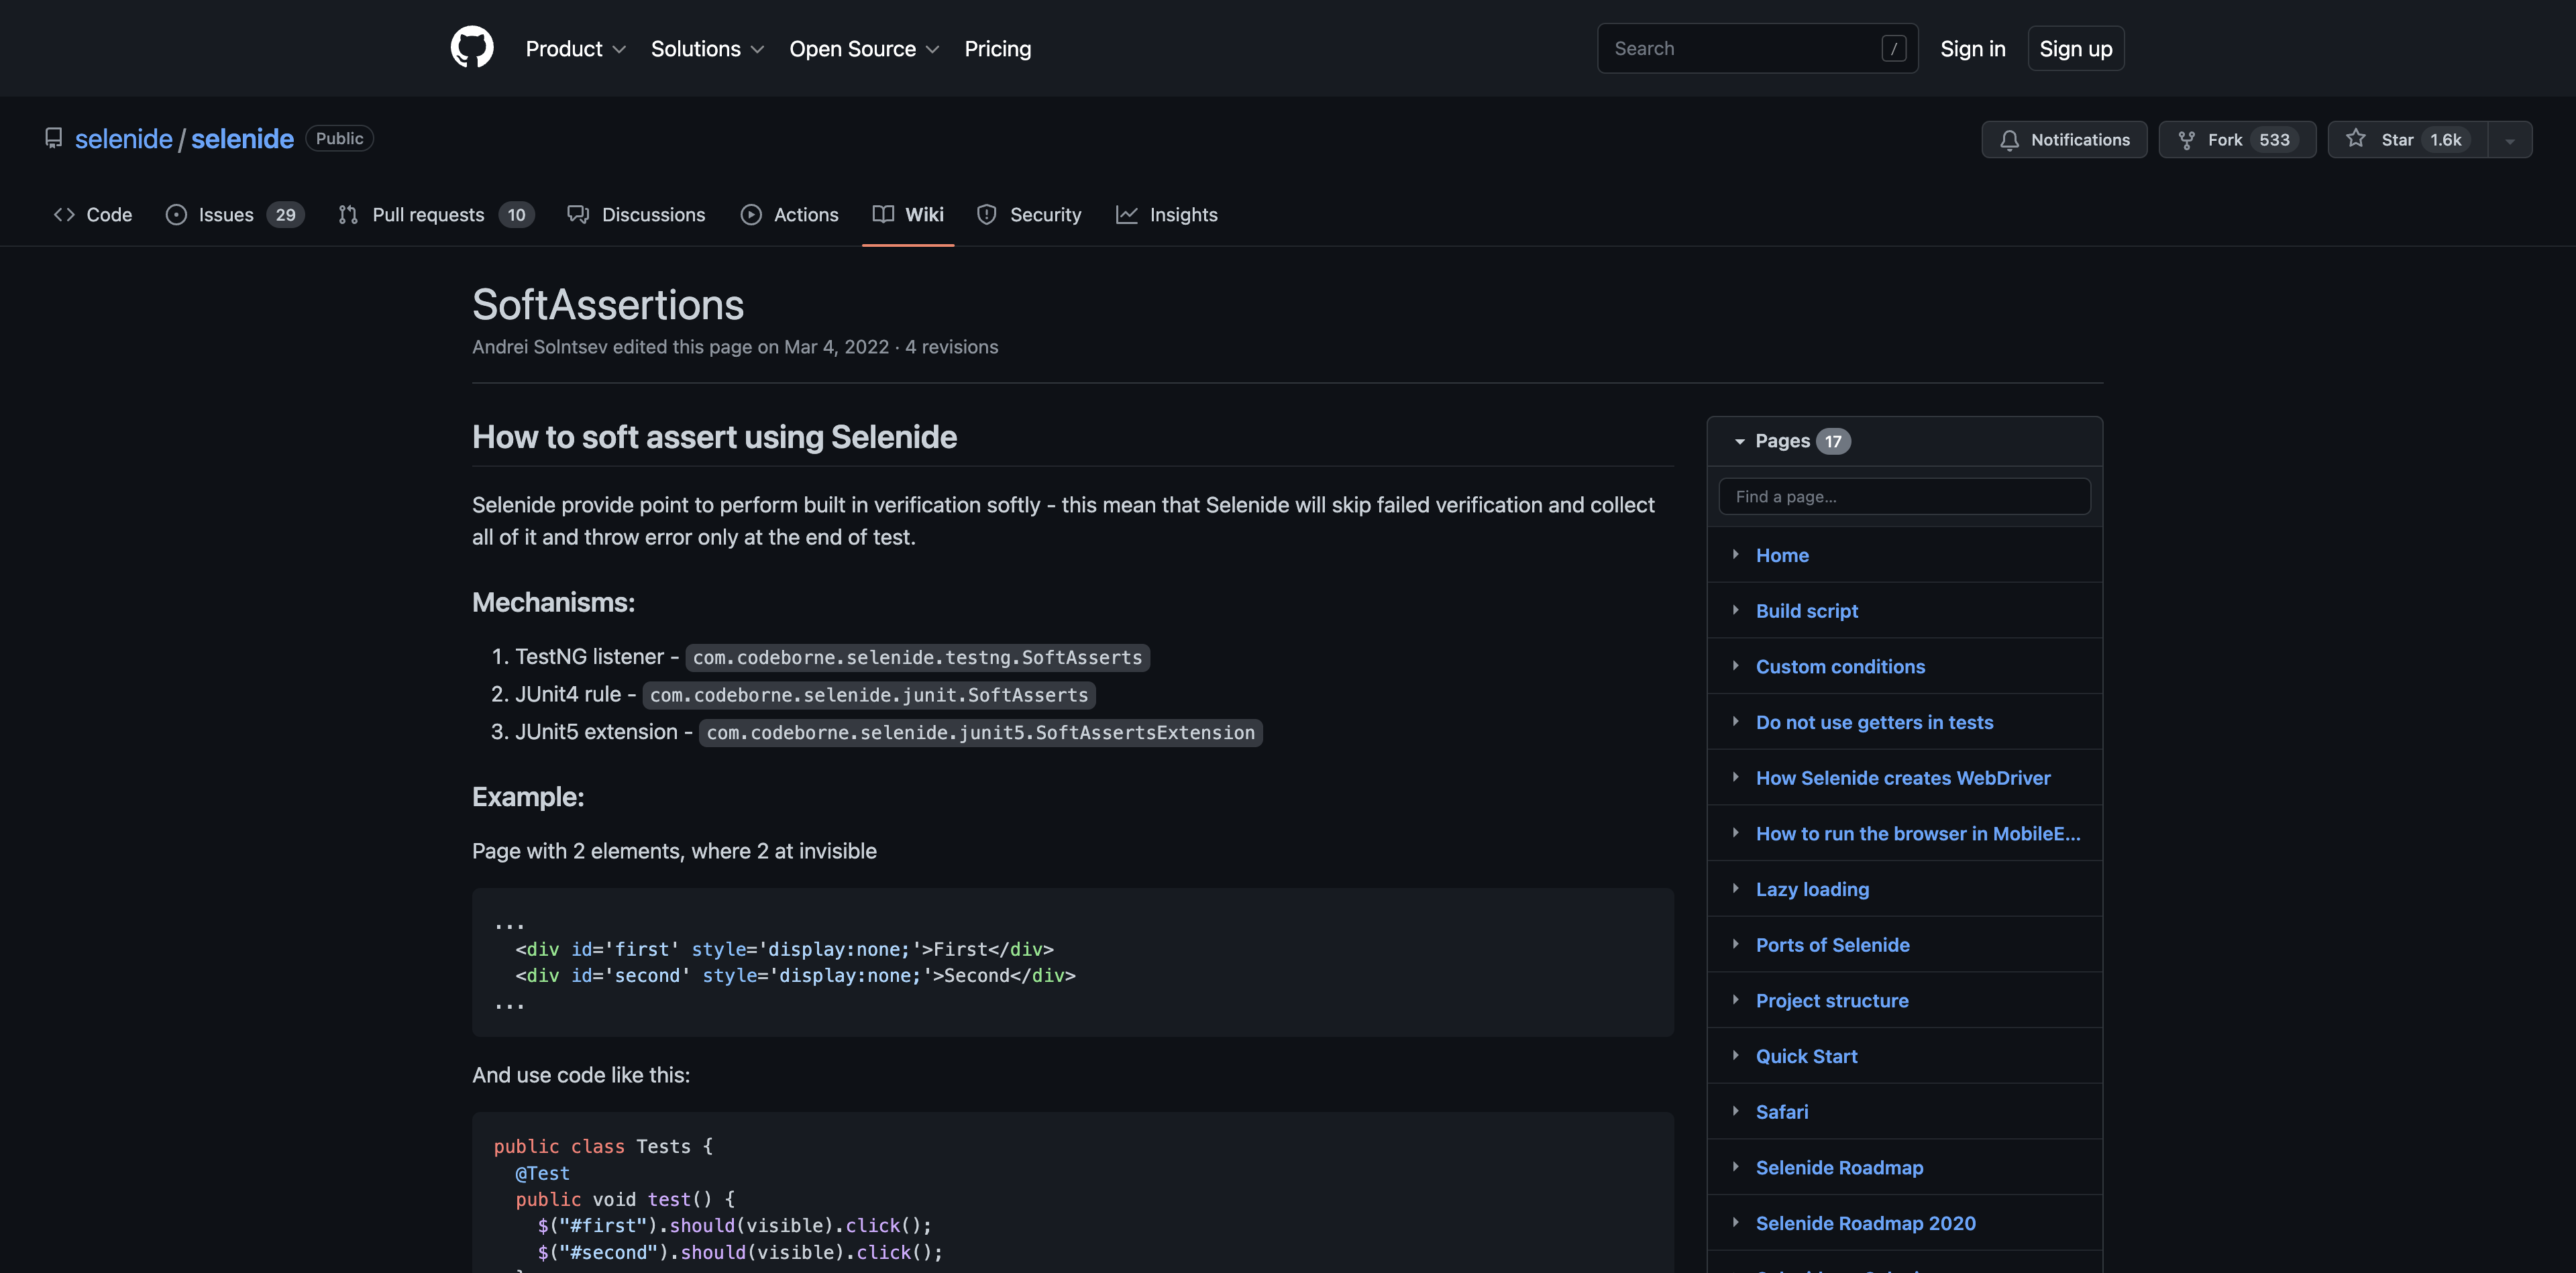 Product Solutions Open Source Pricing Search / Sign in Sign up
selenide / selenide Public Notifications Fork 533 Star 1.6k
Code Issues 29 Pull requests 10 Discussions Actions Wiki Security Insights
SoftAssertions
Andrei Solntsev edited this page on Mar 4, 2022 · 4 revisions
How to soft assert using Selenide
Selenide provide point to perform built in verification softly - this mean that Selenide will skip failed verification and collect
all of it and throw error only at the end of test.
Mechanisms:
1. TestNG listener - com.codeborne.selenide.testng.SoftAsserts
2. JUnit4 rule - com.codeborne.selenide.junit.SoftAsserts
3. JUnit5 extension - com.codeborne.selenide.junit5.SoftAssertsExtension
Example:
Page with 2 elements, where 2 at invisible
...
<div id='first' style='display:none;'>First</div>
<div id='second' style='display:none;'>Second</div>
...
And use code like this:
public class Tests {
@Test
public void test() {
$("#first").should(visible).click();
$("#second").should(visible).click();
Pages 17
Find a page...
Home
Build script
Custom conditions
Do not use getters in tests
How Selenide creates WebDriver
How to run the browser in MobileE...
Lazy loading
Ports of Selenide
Project structure
Quick Start
Safari
Selenide Roadmap
Selenide Roadmap 2020